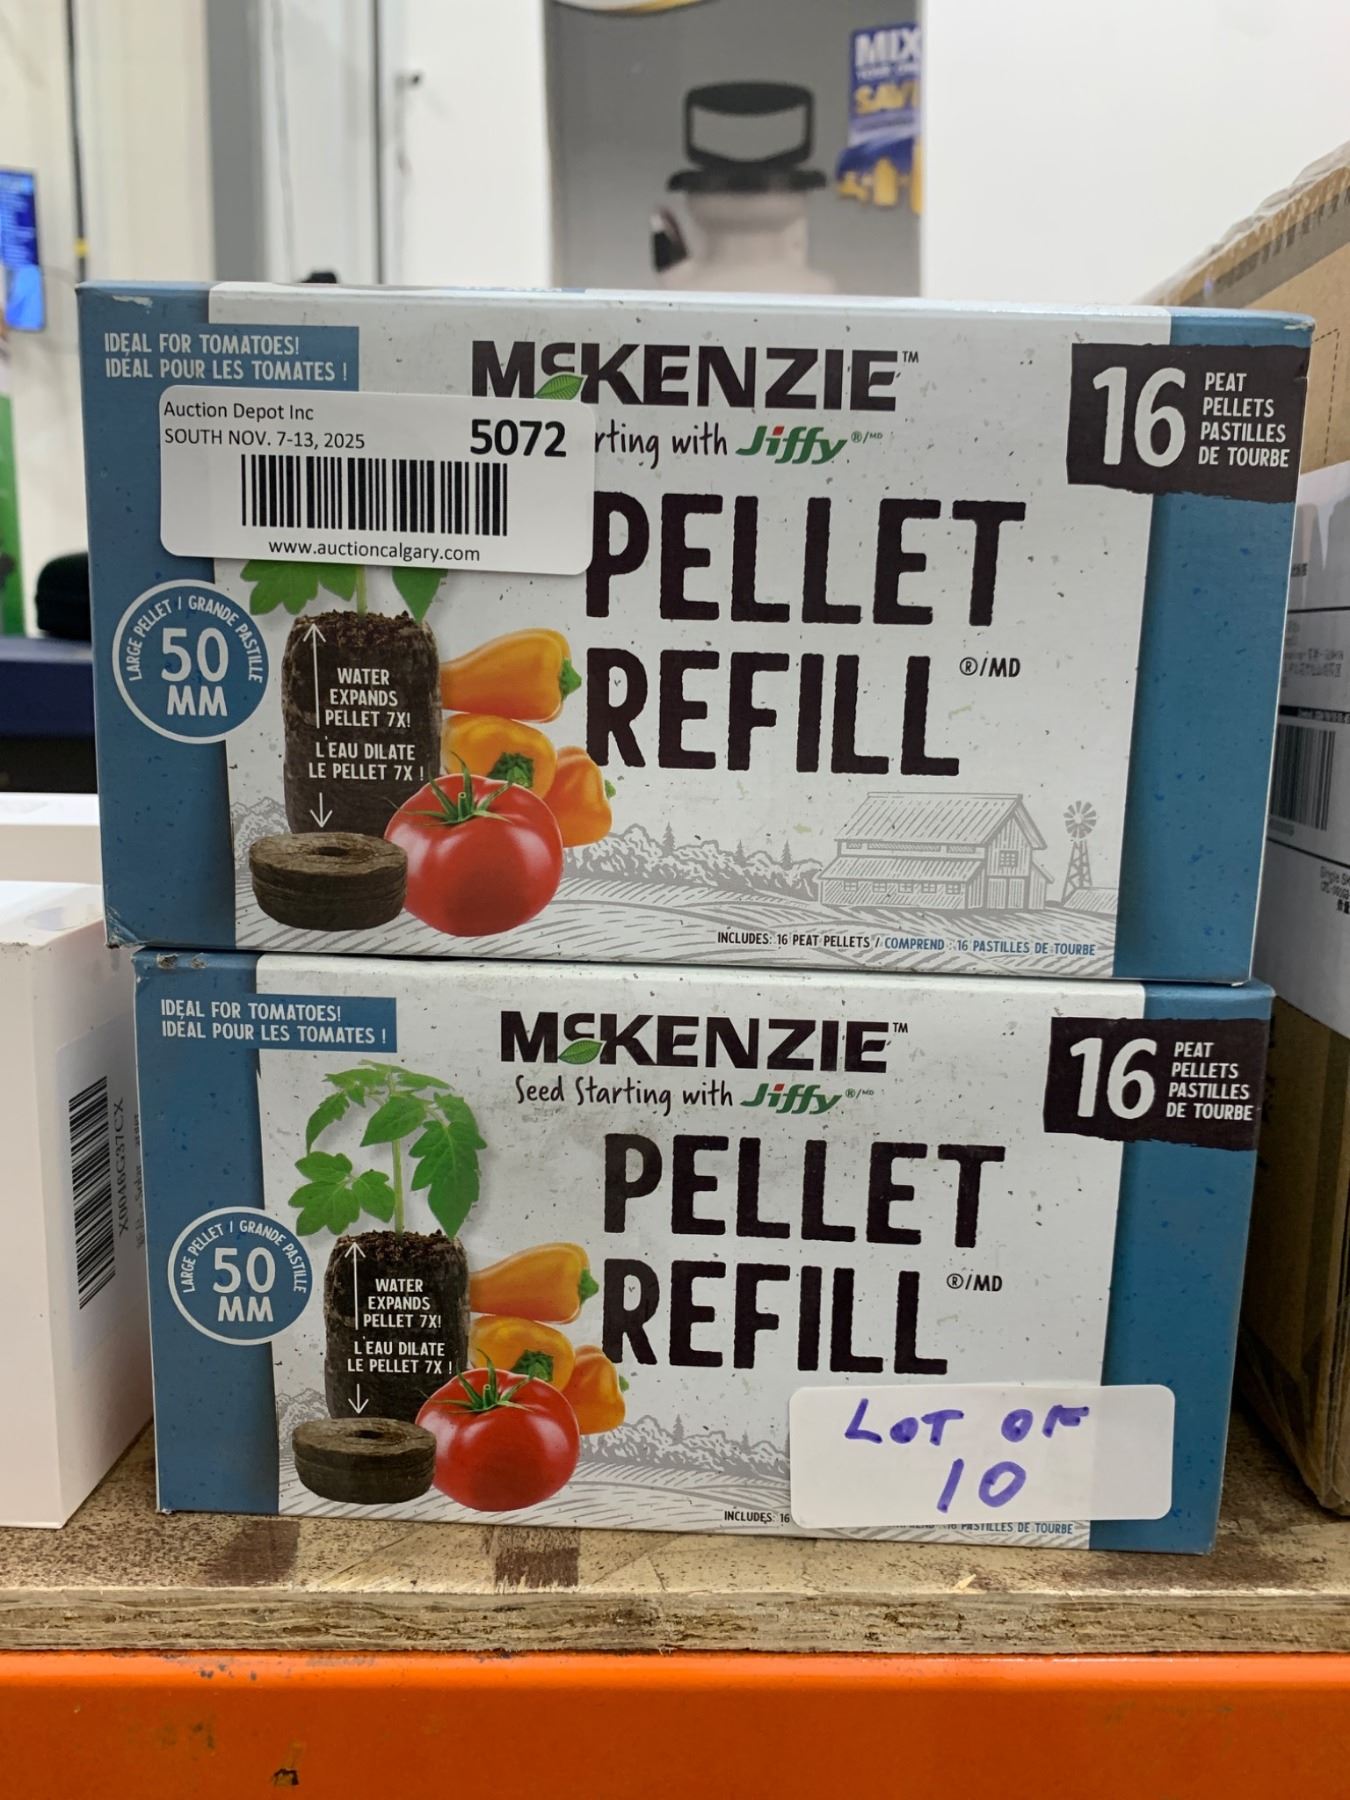 MIX
SAV
IDEAL FOR TOMATOES!
IDÉAL POUR LES TOMATES !
McKENZIE™
rting with Jiffy®/MD
16 PEAT
PELLETS
PASTILLES
DE TOURBE
Auction Depot Inc
SOUTH NOV. 7-13, 2025
5072
www.auctioncalgary.com
PELLET
REFILL ®/MD
LARGE PELLET / GRANDE PASTILLE
50
MM
WATER
EXPANDS
PELLET 7X!
L'EAU DILATE
LE PELLET 7X !
INCLUDES: 16 PEAT PELLETS / COMPREND : 16 PASTILLES DE TOURBE
IDEAL FOR TOMATOES!
IDÉAL POUR LES TOMATES !
McKENZIE™
Seed Starting with Jiffy®/MD
16 PEAT
PELLETS
PASTILLES
DE TOURBE
PELLET
REFILL ®/MD
LARGE PELLET / GRANDE PASTILLE
50
MM
WATER
EXPANDS
PELLET 7X!
L'EAU DILATE
LE PELLET 7X !
LOT OF
10
INCLUDES: 16
16 PASTILLES DE TOURBE
X0048G37CX